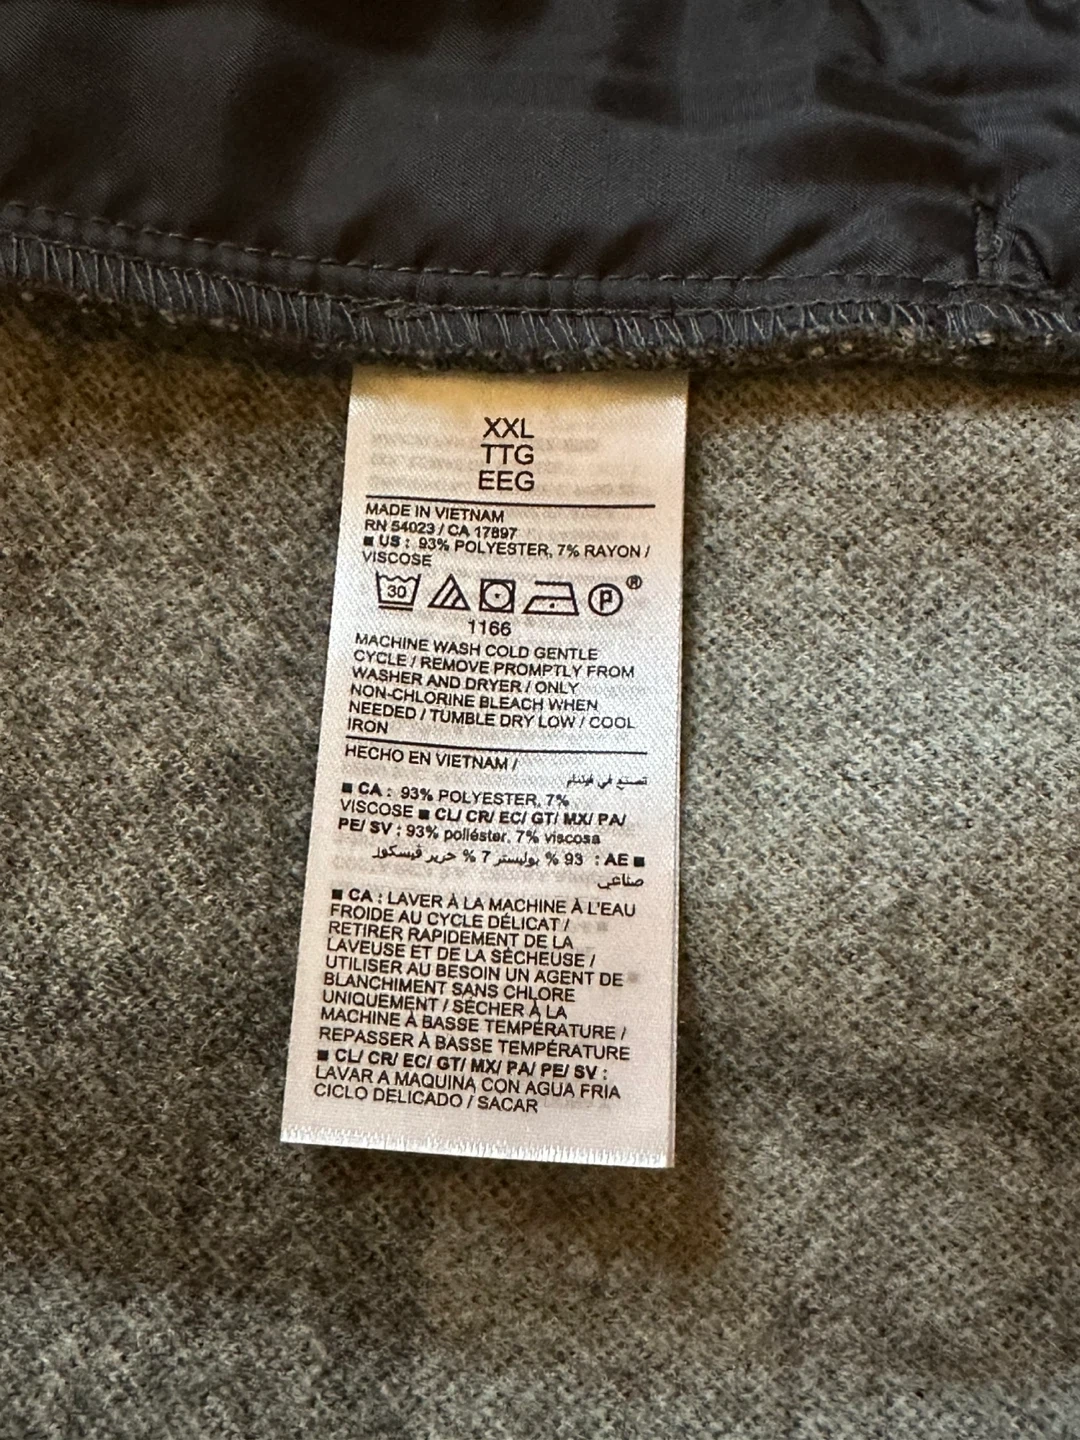 XXL
TTG
EEG
MADE IN VIETNAM
RN 54023 / CA 17897
■ US : 93% POLYESTER, 7% RAYON /
VISCOSE
30 P ®
1166
MACHINE WASH COLD GENTLE
CYCLE / REMOVE PROMPTLY FROM
WASHER AND DRYER / ONLY
NON-CHLORINE BLEACH WHEN
NEEDED / TUMBLE DRY LOW / COOL
IRON
HECHO EN VIETNAM /
تصنع في فيتنام
■ CA : 93% POLYESTER, 7%
VISCOSE ■ CL/ CR/ EC/ GT/ MX/ PA/
PE/ SV : 93% poliéster, 7% viscosa
■ AE : 93 % بوليستر 7 % حرير فيسكوز
صناعي
■ CA : LAVER À LA MACHINE À L'EAU
FROIDE AU CYCLE DÉLICAT /
RETIRER RAPIDEMENT DE LA
LAVEUSE ET DE LA SÉCHEUSE /
UTILISER AU BESOIN UN AGENT DE
BLANCHIMENT SANS CHLORE
UNIQUEMENT / SÉCHER À LA
MACHINE À BASSE TEMPÉRATURE /
REPASSER À BASSE TEMPÉRATURE
■ CL/ CR/ EC/ GT/ MX/ PA/ PE/ SV :
LAVAR A MAQUINA CON AGUA FRIA
CICLO DELICADO / SACAR